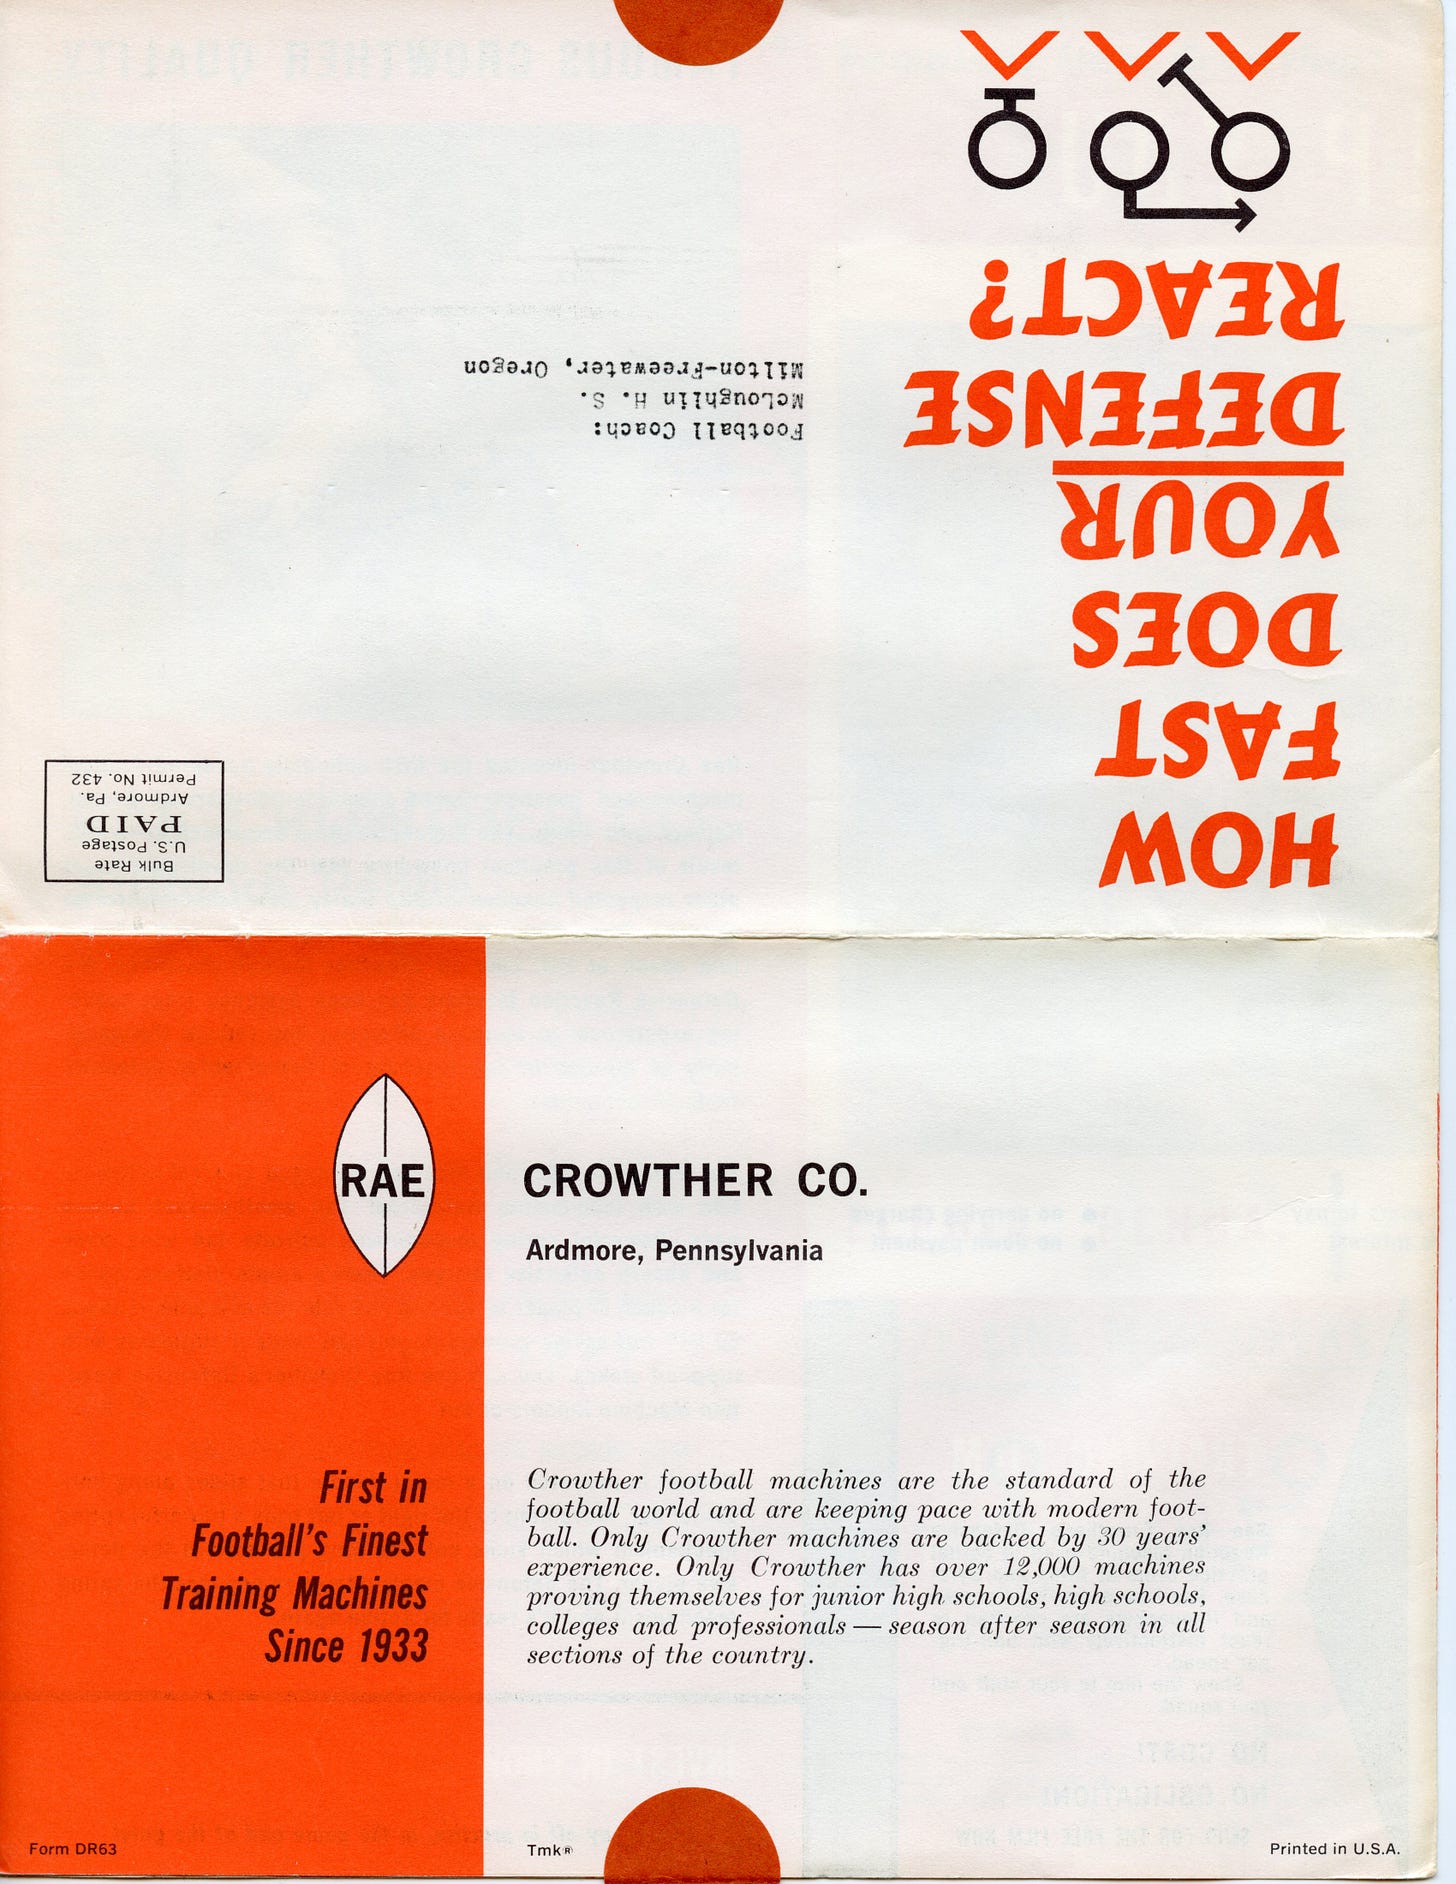 HOW
FAST
DOES
YOUR
DEFENSE
REACT?
Bulk Rate
U.S. Postage
PAID
Ardmore, Pa.
Permit No. 432
Football Coach:
McLoughlin H. S.
Milton-Freewater, Oregon
RAE
CROWTHER CO.
Ardmore, Pennsylvania
First in
Football's Finest
Training Machines
Since 1933
Crowther football machines are the standard of the
football world and are keeping pace with modern foot-
ball. Only Crowther machines are backed by 30 years'
experience. Only Crowther has over 12,000 machines
proving themselves for junior high schools, high schools,
colleges and professionals — season after season in all
sections of the country.
Form DR63
Tmk®
Printed in U.S.A.